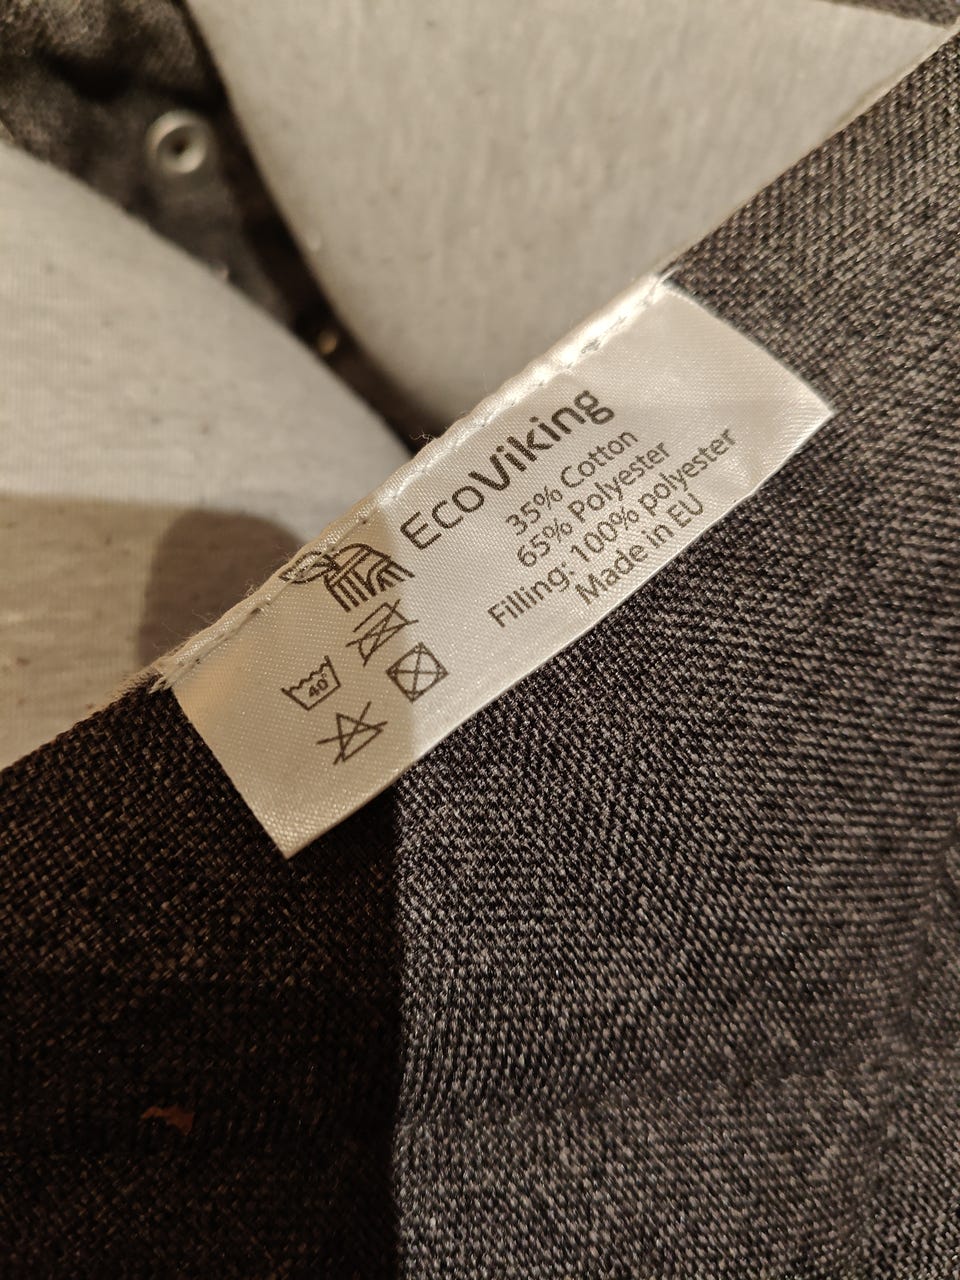 EcoViking
35% Cotton
65% Polyester
Filling: 100% polyester
Made in EU
40°